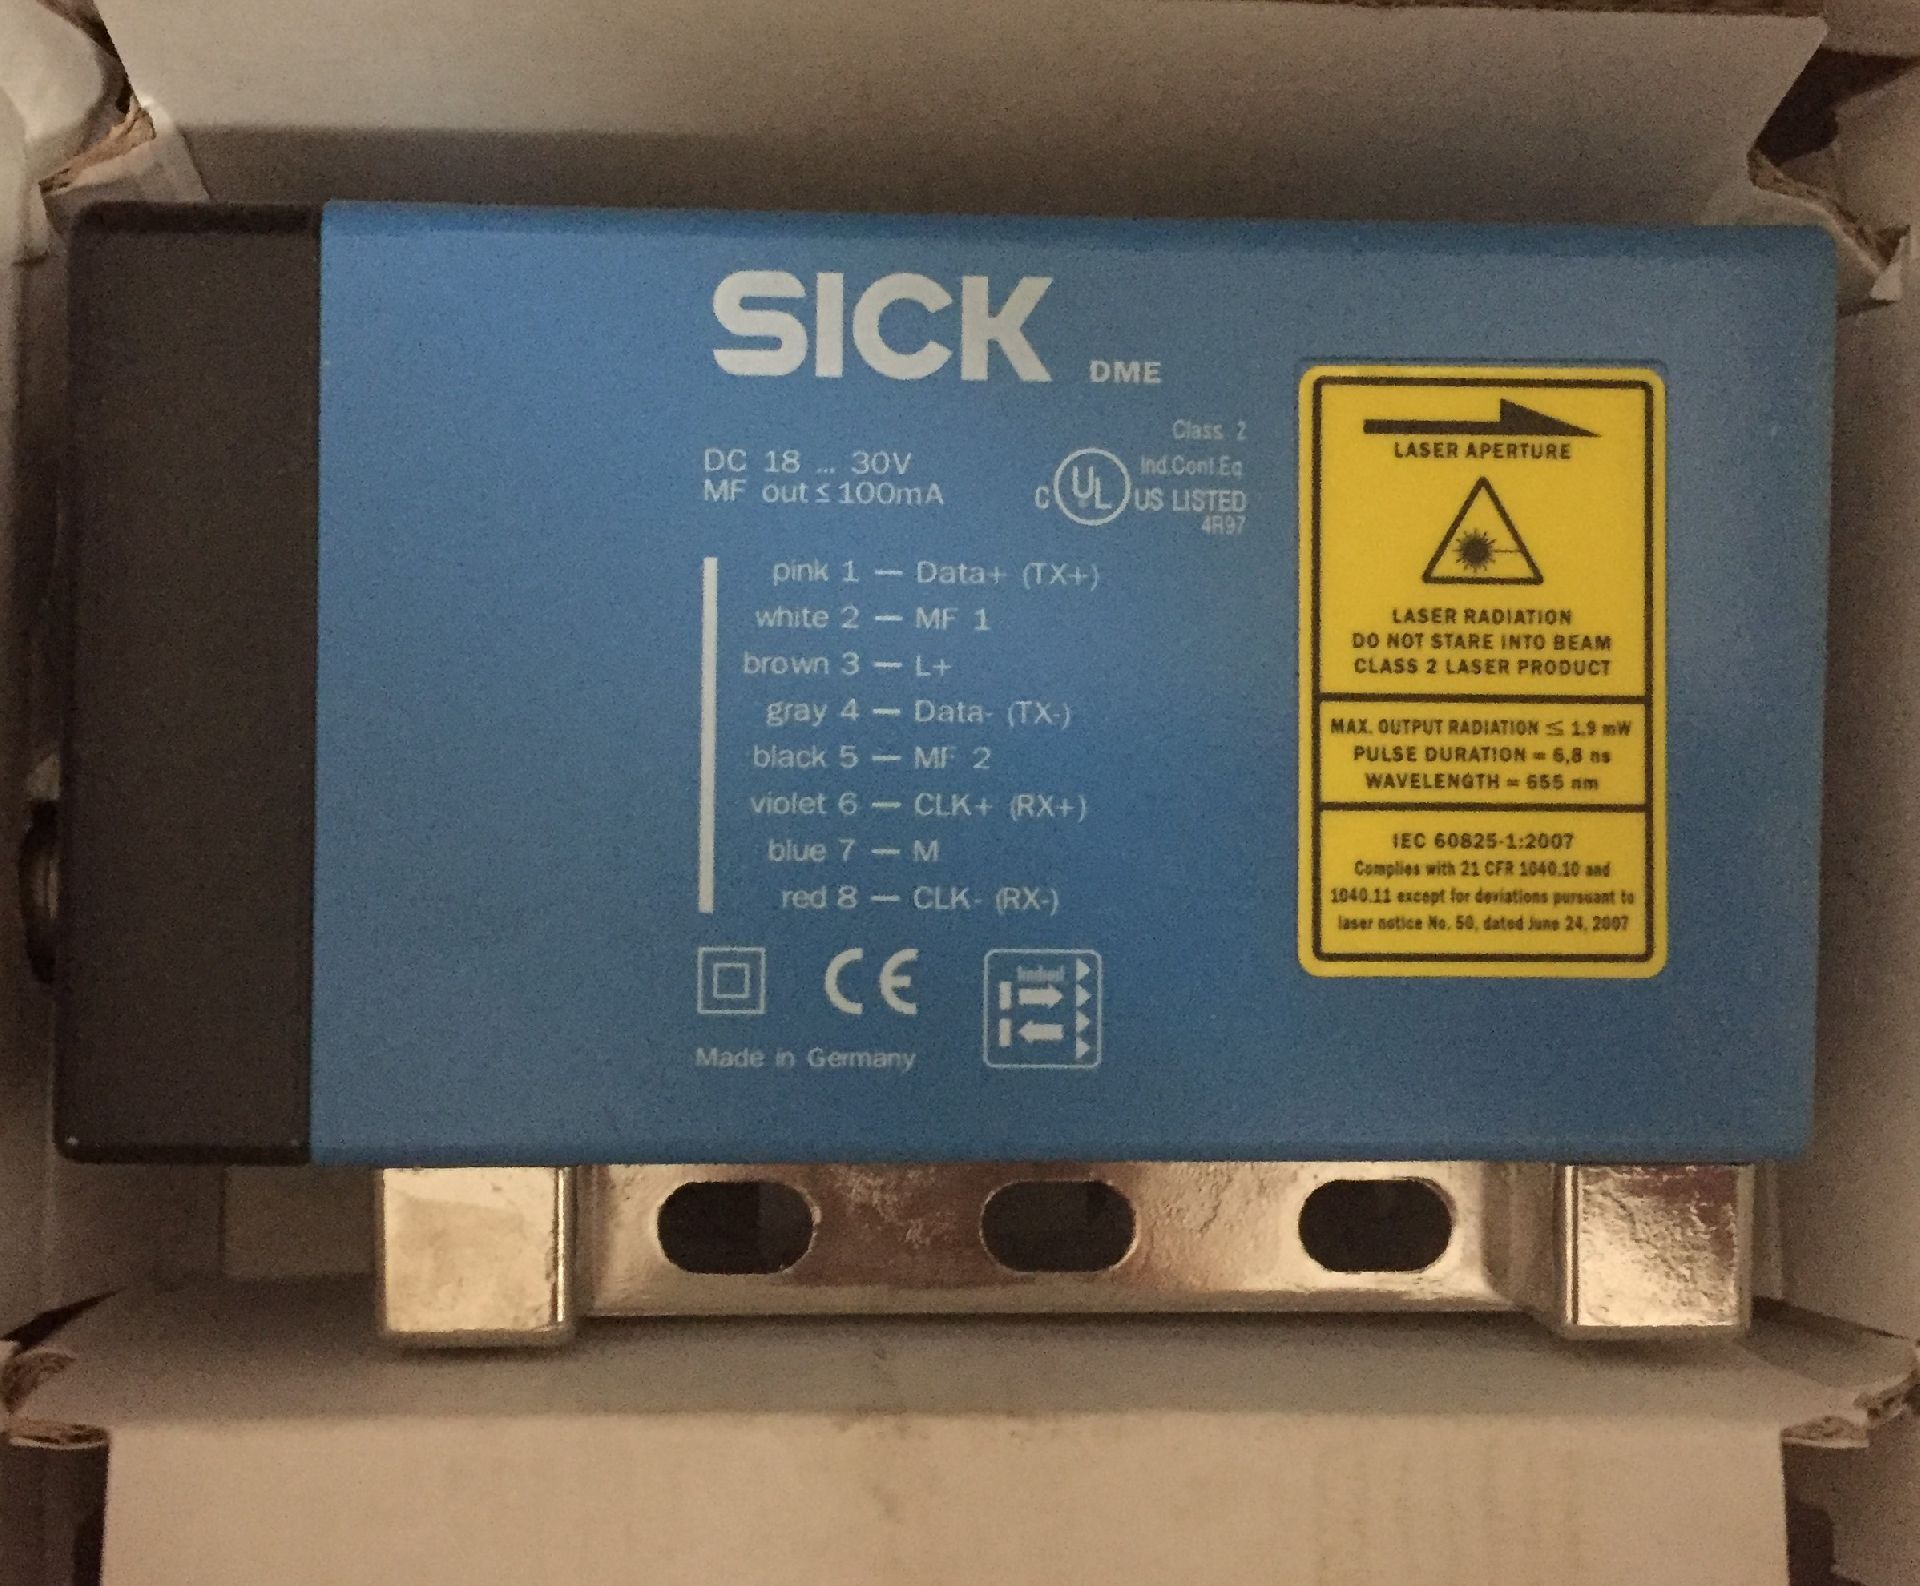 SICK DME
DC 18 ... 30V
MF out ≤ 100mA
Class 2
Ind.Cont.Eq
C UL US LISTED
4R97
pink 1 — Data+ (TX+)
white 2 — MF 1
brown 3 — L+
gray 4 — Data- (TX-)
black 5 — MF 2
violet 6 — CLK+ (RX+)
blue 7 — M
red 8 — CLK- (RX-)
CE
Made in Germany
LASER APERTURE
LASER RADIATION
DO NOT STARE INTO BEAM
CLASS 2 LASER PRODUCT
MAX. OUTPUT RADIATION ≤ 1.9 mW
PULSE DURATION = 6,8 ns
WAVELENGTH = 655 nm
IEC 60825-1:2007
Complies with 21 CFR 1040.10 and
1040.11 except for deviations pursuant to
laser notice No. 50, dated June 24, 2007